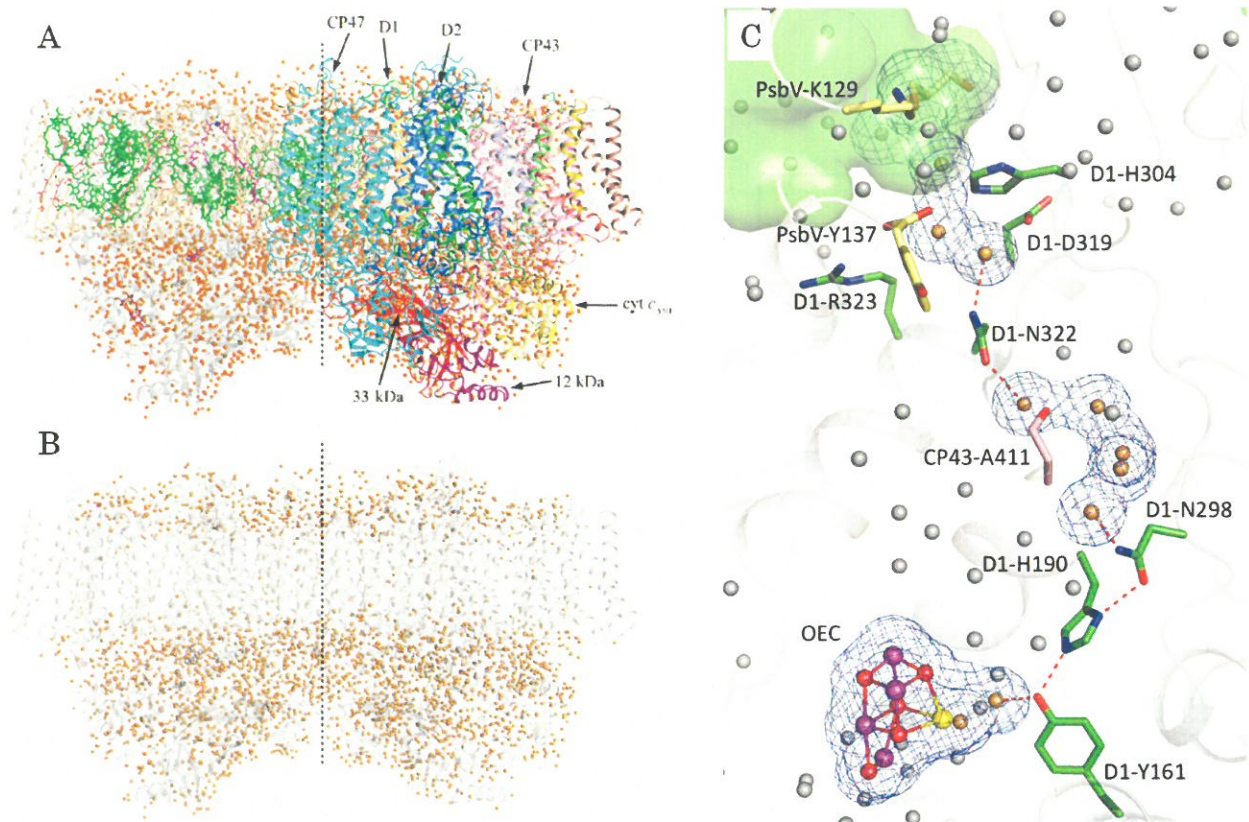 A
CP47
D1
D2
CP43
cyt c550
33 kDa
12 kDa
B
C
PsbV-K129
D1-H304
PsbV-Y137
D1-D319
D1-R323
D1-N322
CP43-A411
D1-N298
D1-H190
OEC
D1-Y161